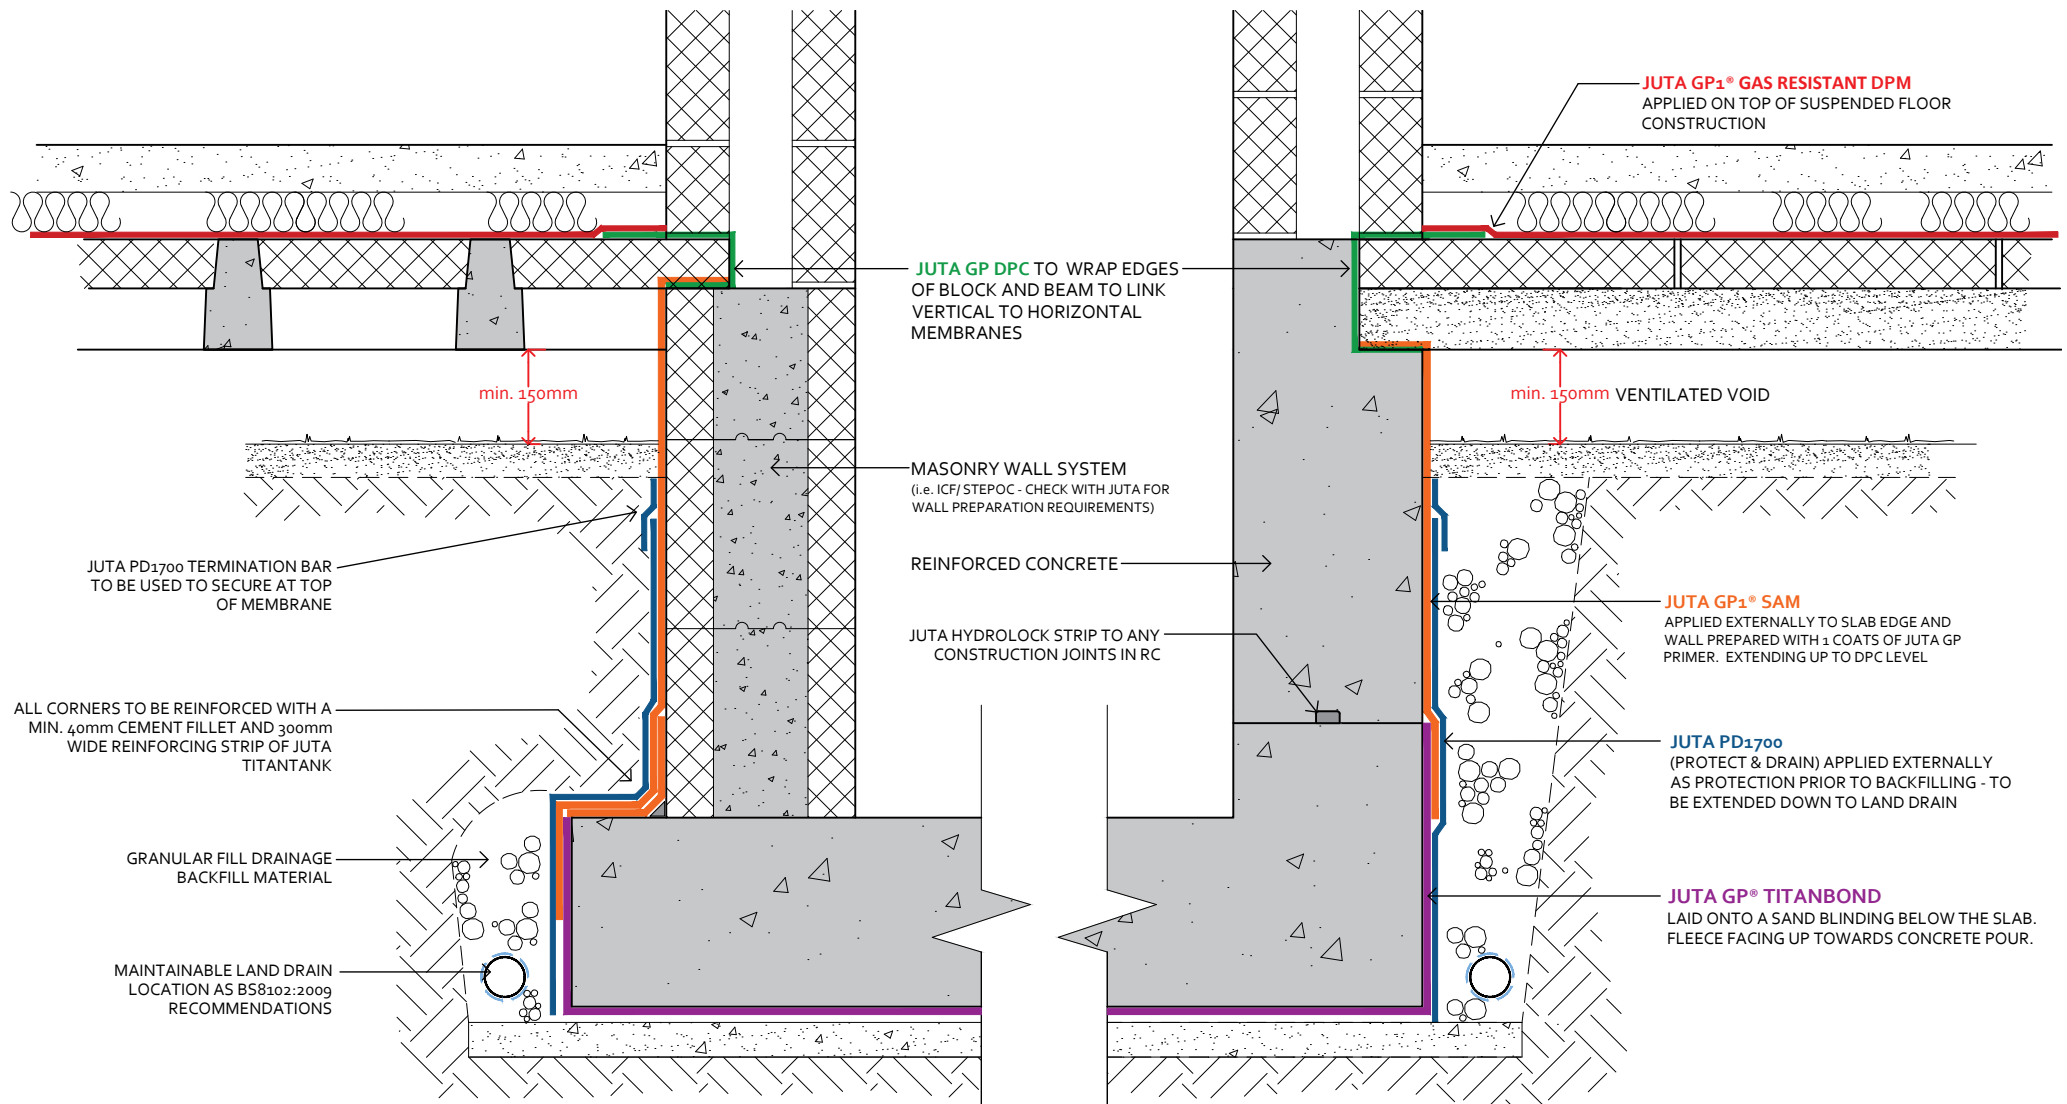 JUTA GP1® GAS RESISTANT DPM
APPLIED ON TOP OF SUSPENDED FLOOR
CONSTRUCTION
JUTA GP DPC TO WRAP EDGES
OF BLOCK AND BEAM TO LINK
VERTICAL TO HORIZONTAL
MEMBRANES
min. 150mm
min. 150mm VENTILATED VOID
MASONRY WALL SYSTEM
(i.e. ICF/ STEPOC - CHECK WITH JUTA FOR
WALL PREPARATION REQUIREMENTS)
JUTA PD1700 TERMINATION BAR
TO BE USED TO SECURE AT TOP
OF MEMBRANE
REINFORCED CONCRETE
JUTA GP1® SAM
APPLIED EXTERNALLY TO SLAB EDGE AND
WALL PREPARED WITH 1 COATS OF JUTA GP
PRIMER. EXTENDING UP TO DPC LEVEL
JUTA HYDROLOCK STRIP TO ANY
CONSTRUCTION JOINTS IN RC
ALL CORNERS TO BE REINFORCED WITH A
MIN. 40mm CEMENT FILLET AND 300mm
WIDE REINFORCING STRIP OF JUTA
TITANTANK
JUTA PD1700
(PROTECT & DRAIN) APPLIED EXTERNALLY
AS PROTECTION PRIOR TO BACKFILLING - TO
BE EXTENDED DOWN TO LAND DRAIN
GRANULAR FILL DRAINAGE
BACKFILL MATERIAL
JUTA GP® TITANBOND
LAID ONTO A SAND BLINDING BELOW THE SLAB.
FLEECE FACING UP TOWARDS CONCRETE POUR.
MAINTAINABLE LAND DRAIN
LOCATION AS BS8102:2009
RECOMMENDATIONS